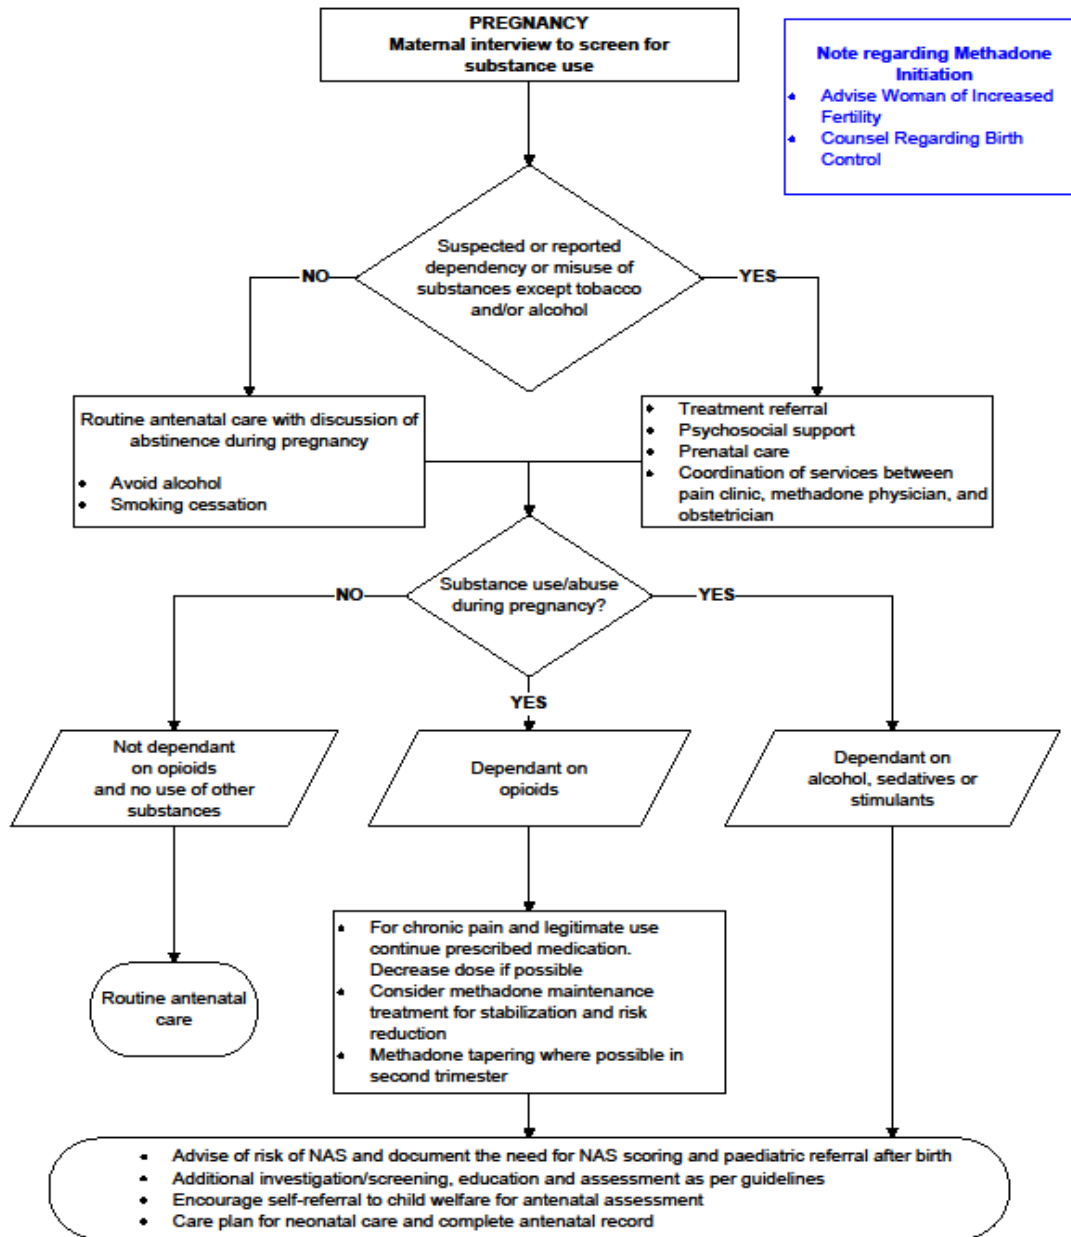 PREGNANCY
Maternal interview to screen for
substance use
Note regarding Methadone
Initiation
• Advise Woman of Increased
Fertility
• Counsel Regarding Birth
Control
Suspected or reported
dependency or misuse of
substances except tobacco
and/or alcohol
NO
YES
Routine antenatal care with discussion of
abstinence during pregnancy
• Avoid alcohol
• Smoking cessation
• Treatment referral
• Psychosocial support
• Prenatal care
• Coordination of services between
pain clinic, methadone physician, and
obstetrician
Substance use/abuse
during pregnancy?
NO
YES
YES
Not dependant
on opioids
and no use of other
substances
Dependant on
opioids
Dependant on
alcohol, sedatives or
stimulants
Routine antenatal
care
• For chronic pain and legitimate use
continue prescribed medication.
Decrease dose if possible
• Consider methadone maintenance
treatment for stabilization and risk
reduction
• Methadone tapering where possible in
second trimester
• Advise of risk of NAS and document the need for NAS scoring and paediatric referral after birth
• Additional investigation/screening, education and assessment as per guidelines
• Encourage self-referral to child welfare for antenatal assessment
• Care plan for neonatal care and complete antenatal record